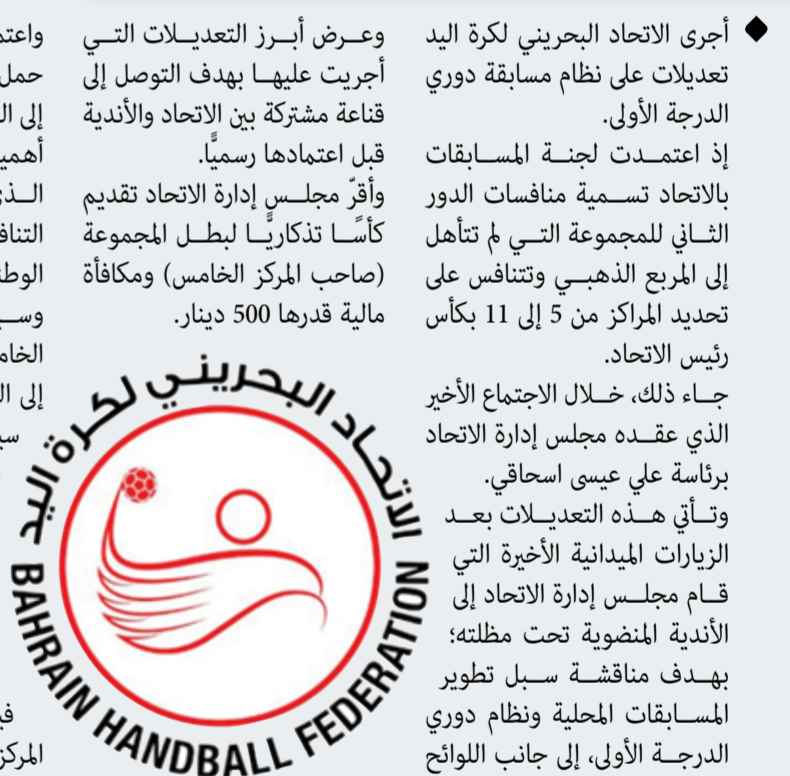 أجرى الاتحاد البحريني لكرة اليد
تعديلات على نظام مسابقة دوري
الدرجة الأولى.
إذ اعتمدت لجنة المسابقات
بالاتحاد تسمية منافسات الدور
الثاني للمجموعة التي لم تتأهل
إلى المربع الذهبي وتتنافس على
تحديد المراكز من 5 إلى 11 بكأس
رئيس الاتحاد.
جاء ذلك، خلال الاجتماع الأخير
الذي عقده مجلس إدارة الاتحاد
برئاسة علي عيسى اسحاقي.
وتأتي هذه التعديلات بعد
الزيارات الميدانية الأخيرة التي
قام مجلس إدارة الاتحاد إلى
الأندية المنضوية تحت مظلته؛
بهدف مناقشة سبل تطوير
المسابقات المحلية ونظام دوري
الدرجة الأولى، إلى جانب اللوائح
وعرض أبرز التعديلات التي
أجريت عليها بهدف التوصل إلى
قناعة مشتركة بين الاتحاد والأندية
قبل اعتمادها رسميًّا.
وأقرّ مجلس إدارة الاتحاد تقديم
كأسًا تذكاريًّا لبطل المجموعة
(صاحب المركز الخامس) ومكافأة
مالية قدرها 500 دينار.
الاتحاد البحريني لكرة اليد
BAHRAIN HANDBALL FEDERATION
حمل
إلى
المركز